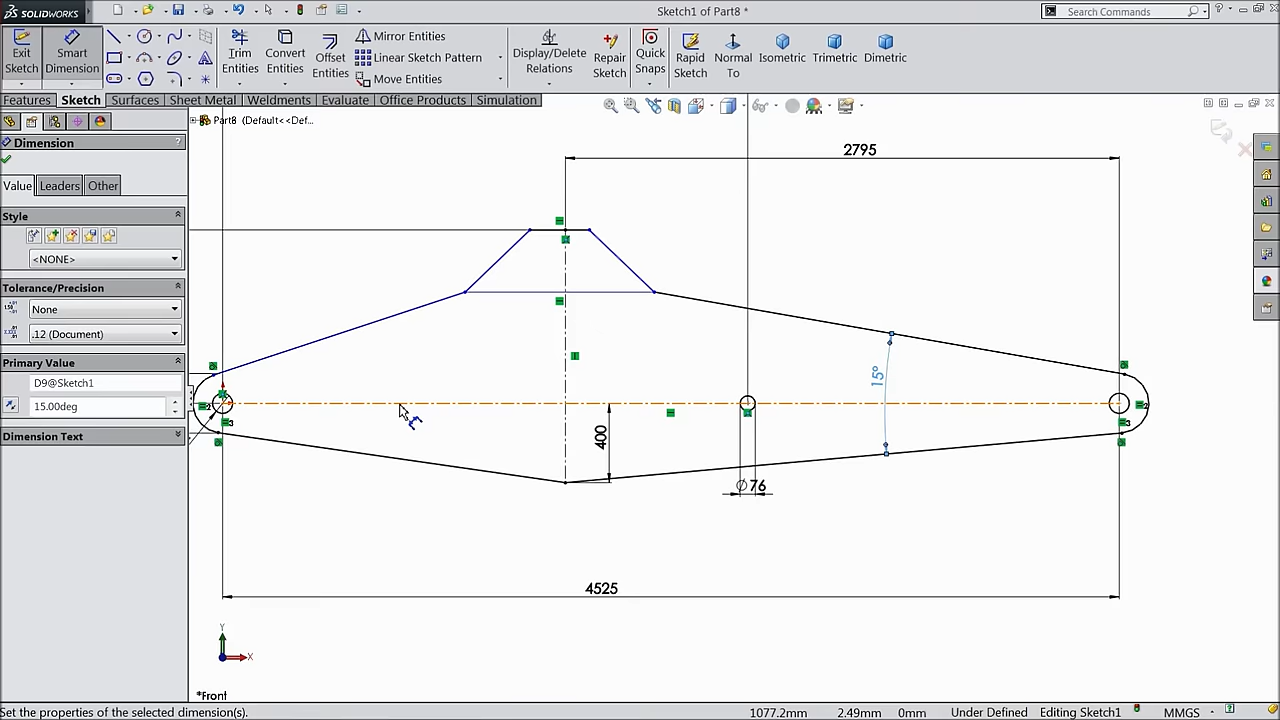 SOLIDWORKS
Sketch1 of Part8 *
Search Commands
Exit Sketch
Smart Dimension
Trim Entities
Convert Entities
Offset Entities
Mirror Entities
Linear Sketch Pattern
Move Entities
Display/Delete Relations
Repair Sketch
Quick Snaps
Rapid Sketch
Normal To
Isometric
Trimetric
Dimetric
Features
Sketch
Surfaces
Sheet Metal
Weldments
Evaluate
Office Products
Simulation
Part8 (Default<<Def...
Dimension
?
Value
Leaders
Other
Style
<NONE>
Tolerance/Precision
None
.12 (Document)
Primary Value
D9@Sketch1
15.00deg
Dimension Text
2795
15°
400
Ø76
4525
Y
X
*Front
Set the properties of the selected dimension(s).
1077.2mm
2.49mm
0mm
Under Defined
Editing Sketch1
MMGS